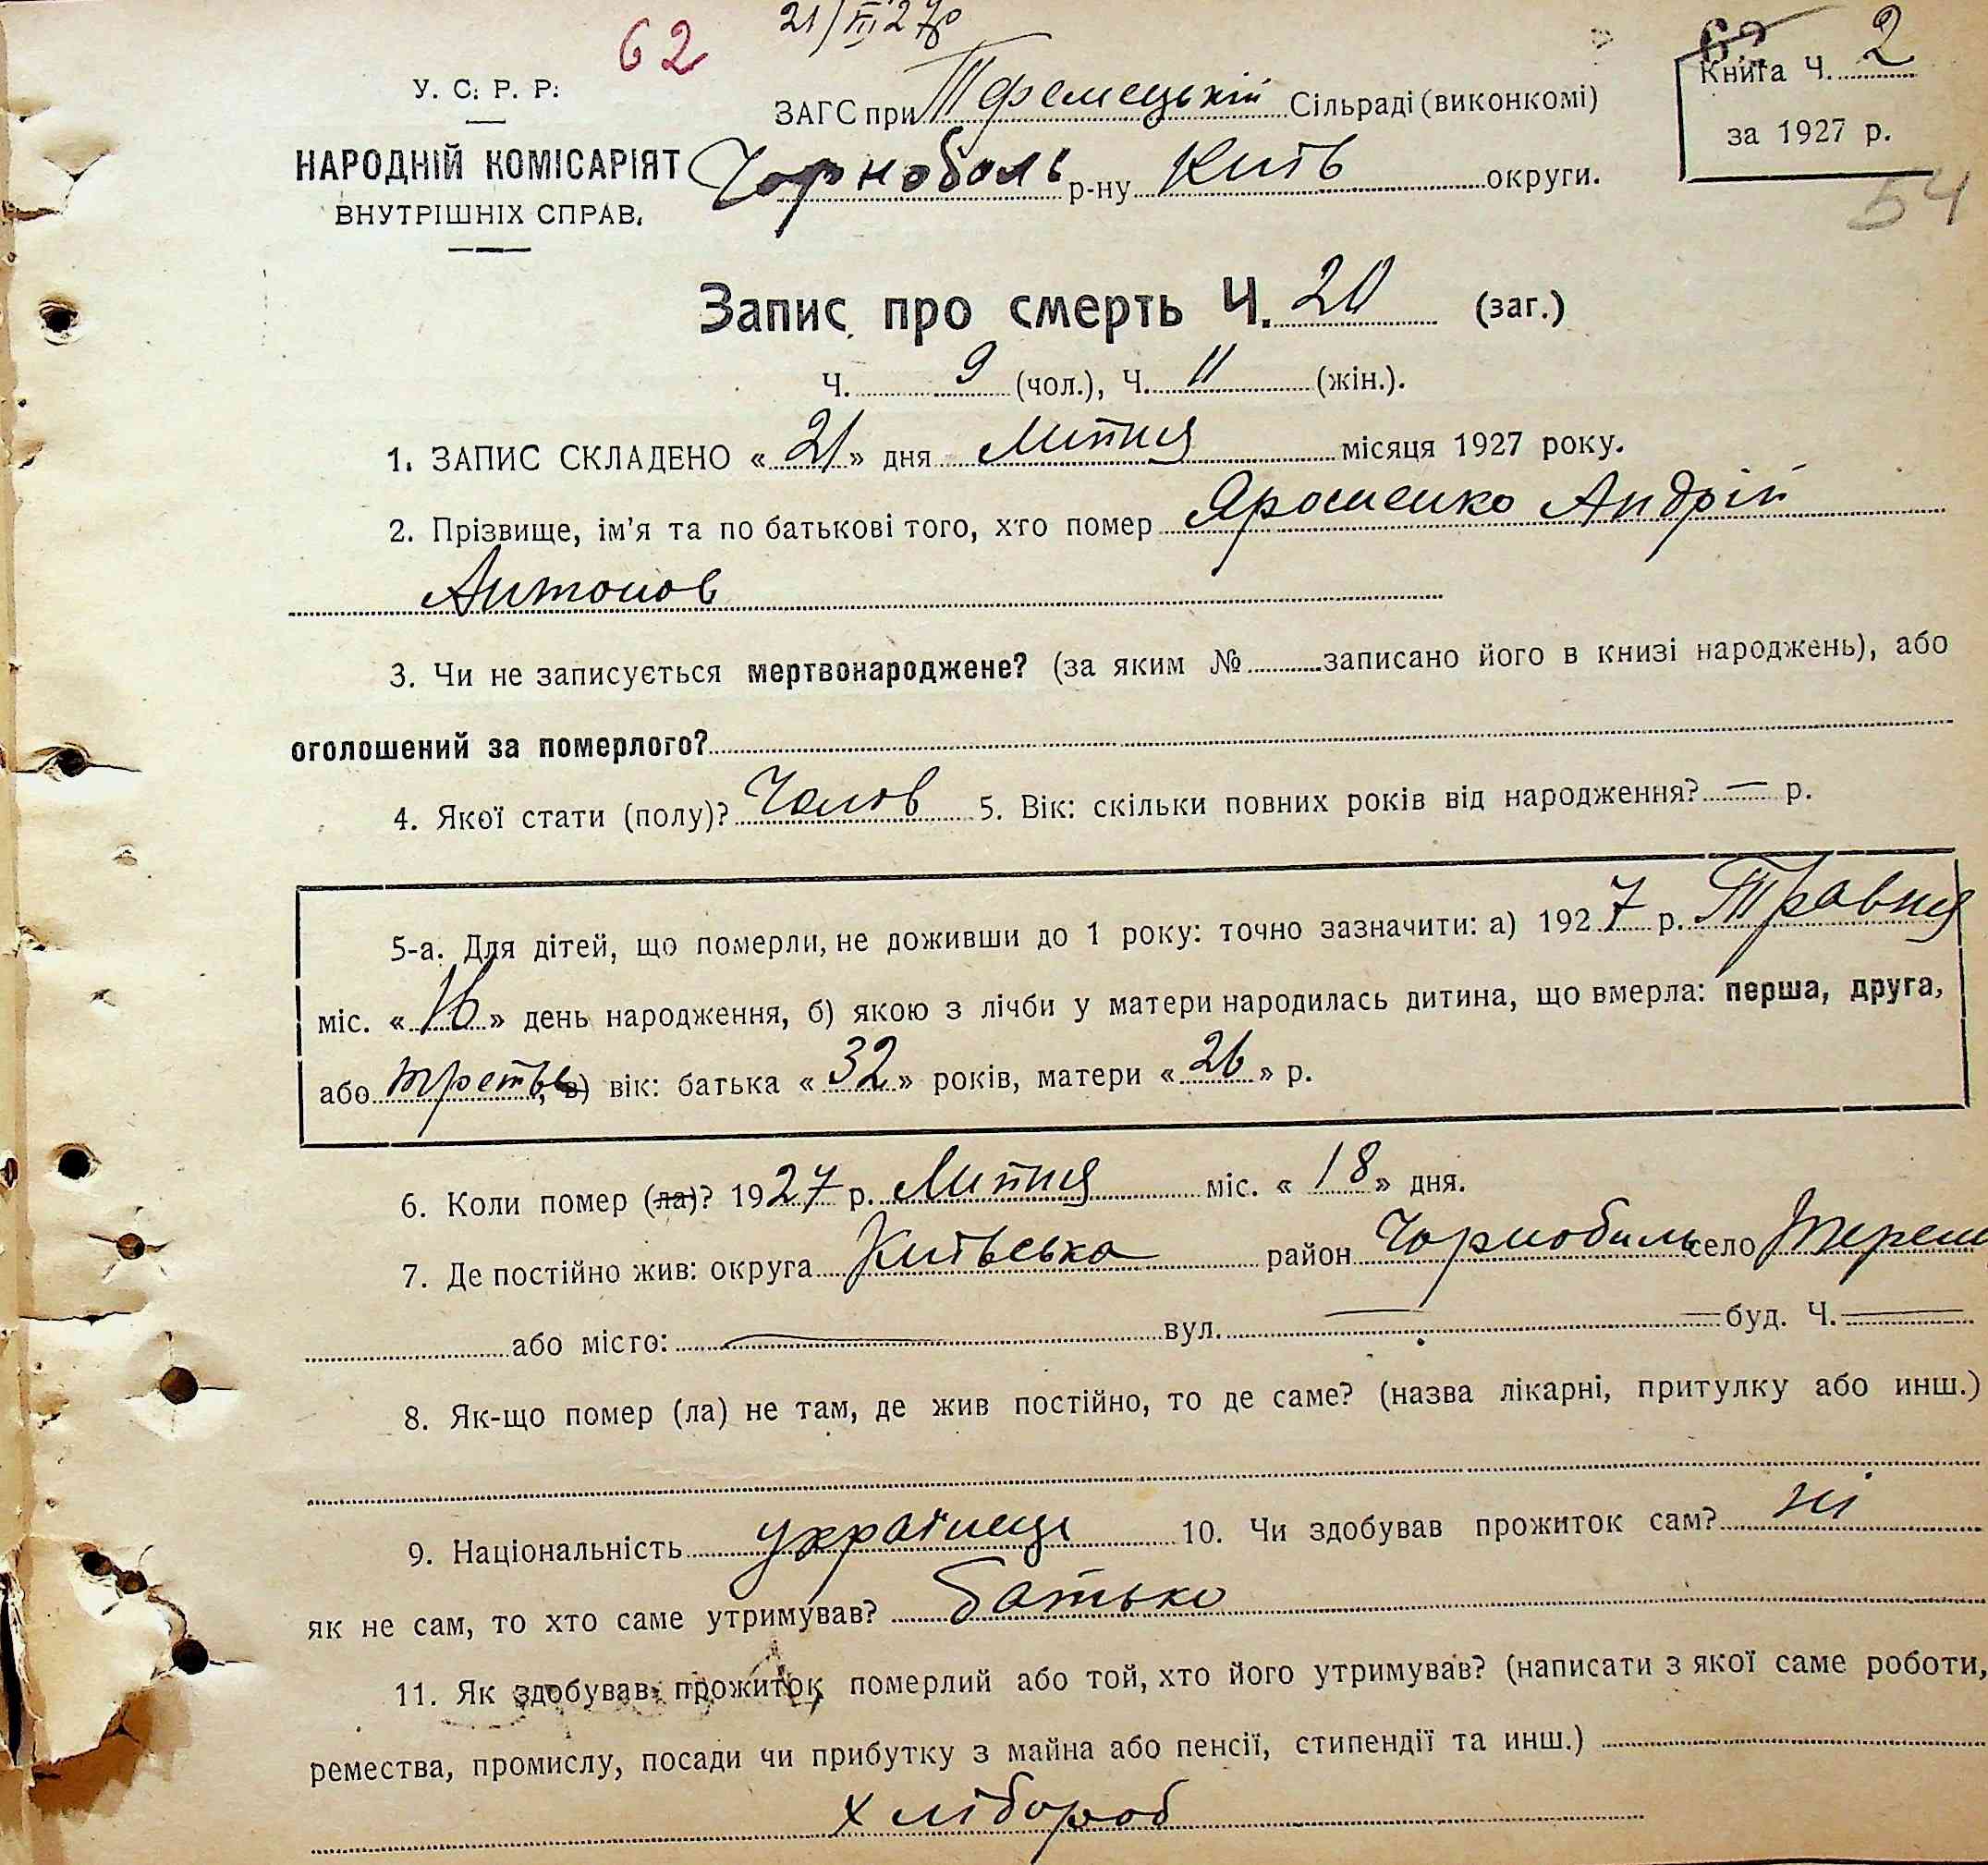 62 21/III 27р 62
У. С. Р. Р. ЗАГС при Теремецькій Сільраді (виконкомі) Книга Ч. 2
НАРОДНІЙ КОМІСАРІЯТ Чорноболь р-ну Київ округи. за 1927 р.
ВНУТРІШНІХ СПРАВ. 54
Запис про смерть Ч. 20 (заг.)
Ч. 9 (чол.), Ч. 11 (жін.).
1. ЗАПИС СКЛАДЕНО « 21 » дня Липня місяця 1927 року.
2. Прізвище, ім'я та по батькові того, хто помер Ярошенко Андрій
Антонов
3. Чи не записується мертвонароджене? (за яким № записано його в книзі народжень), або
оголошений за померлого?
4. Якої стати (полу)? Чолов 5. Вік: скільки повних років від народження? — р.
5-а. Для дітей, що померли, не доживши до 1 року: точно зазначити: а) 1927 р. Травня
міс. « 16 » день народження, б) якою з лічби у матери народилась дитина, що вмерла: перша, друга,
або третье, в) вік: батька « 32 » років, матери « 26 » р.
6. Коли помер (ла)? 1927 р. Липня міс. « 18 » дня.
7. Де постійно жив: округа Київська район Чорнобиль село Терем
або місто: — вул. — буд. Ч. —
8. Як-що помер (ла) не там, де жив постійно, то де саме? (назва лікарні, притулку або инш.)
9. Національність українець 10. Чи здобував прожиток сам? ні
як не сам, то хто саме утримував? батько
11. Як здобував прожиток померлий або той, хто його утримував? (написати з якої саме роботи,
ремества, промислу, посади чи прибутку з майна або пенсії, стипендії та инш.)
хлібороб